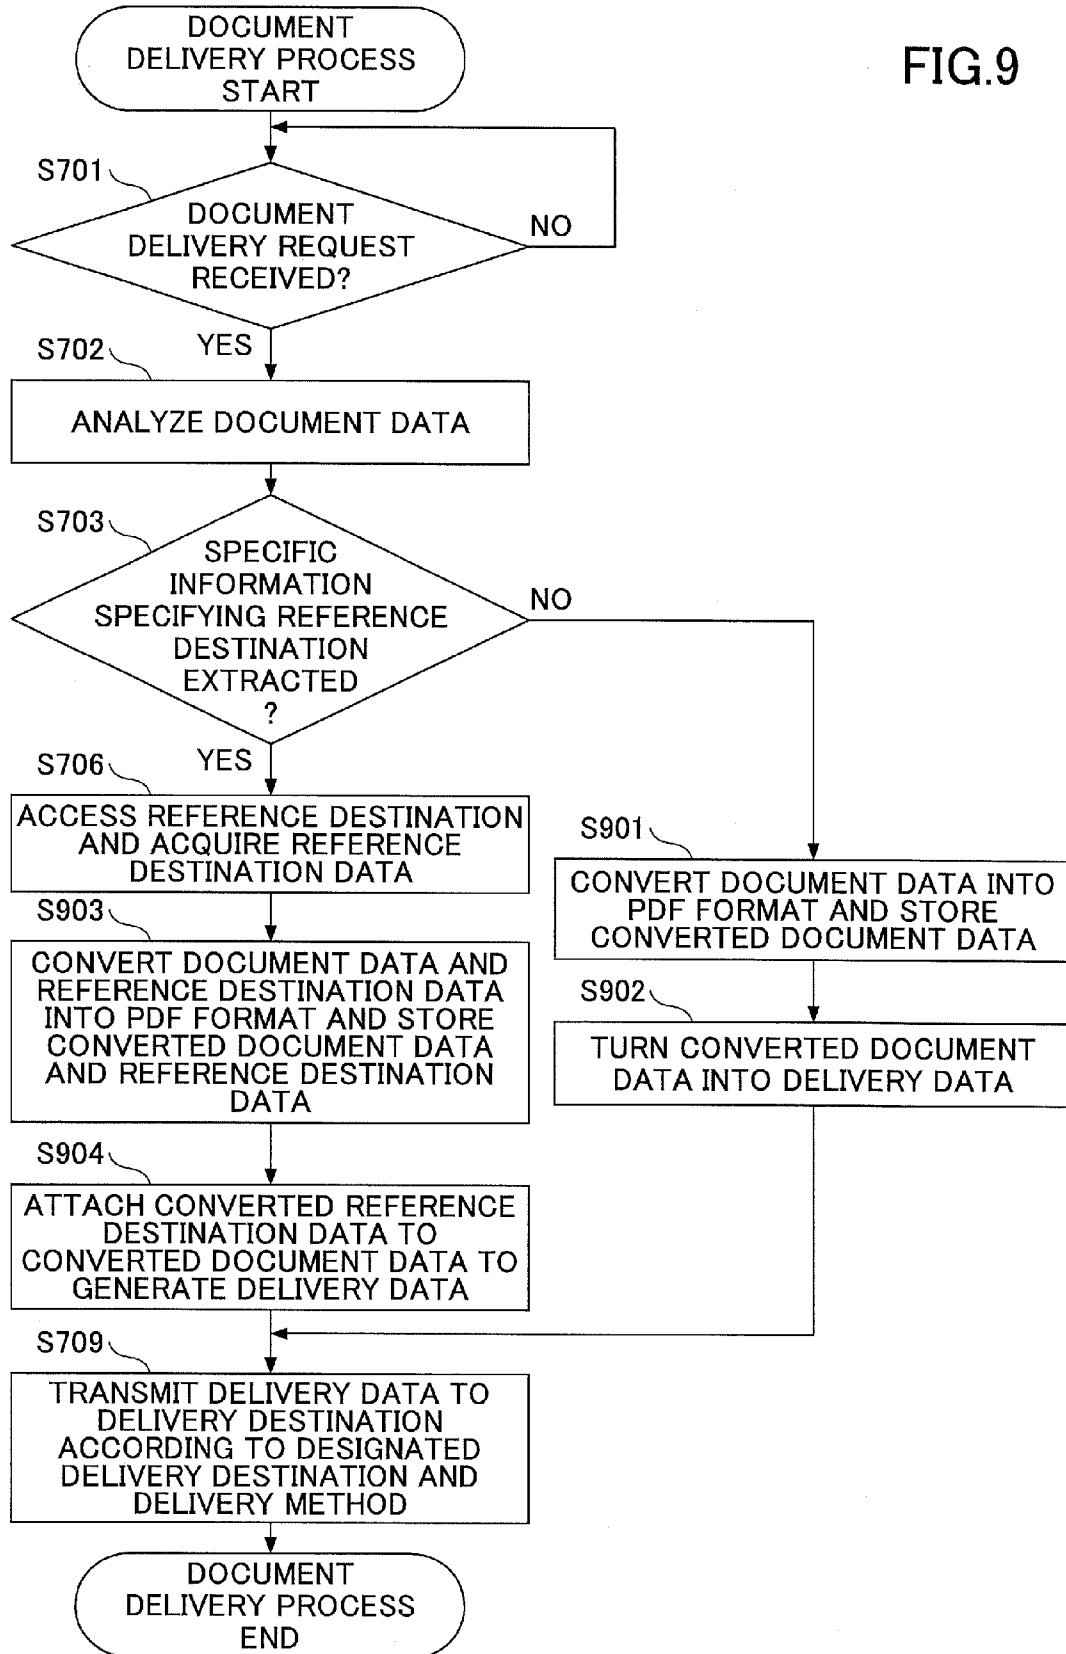 DOCUMENT
DELIVERY PROCESS
START
FIG.9
S701
DOCUMENT
DELIVERY REQUEST
RECEIVED?
NO
YES
S702
ANALYZE DOCUMENT DATA
S703
SPECIFIC
INFORMATION
SPECIFYING REFERENCE
DESTINATION
EXTRACTED
?
NO
YES
S706
ACCESS REFERENCE DESTINATION
AND ACQUIRE REFERENCE
DESTINATION DATA
S901
CONVERT DOCUMENT DATA INTO
PDF FORMAT AND STORE
CONVERTED DOCUMENT DATA
S903
CONVERT DOCUMENT DATA AND
REFERENCE DESTINATION DATA
INTO PDF FORMAT AND STORE
CONVERTED DOCUMENT DATA
AND REFERENCE DESTINATION
DATA
S902
TURN CONVERTED DOCUMENT
DATA INTO DELIVERY DATA
S904
ATTACH CONVERTED REFERENCE
DESTINATION DATA TO
CONVERTED DOCUMENT DATA TO
GENERATE DELIVERY DATA
S709
TRANSMIT DELIVERY DATA TO
DELIVERY DESTINATION
ACCORDING TO DESIGNATED
DELIVERY DESTINATION AND
DELIVERY METHOD
DOCUMENT
DELIVERY PROCESS
END